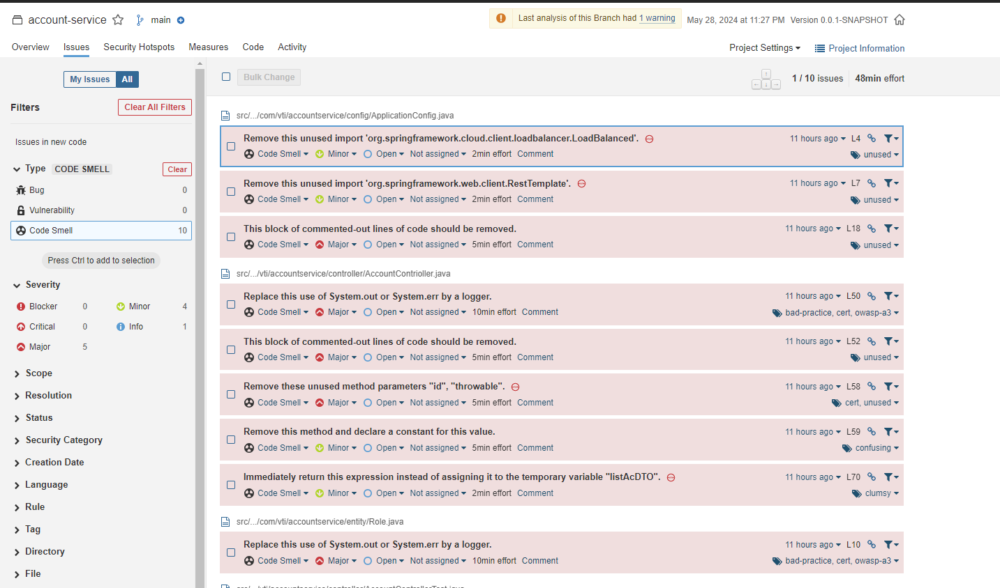 account-service main
Last analysis of this Branch had 1 warning May 28, 2024 at 11:27 PM Version 0.0.1-SNAPSHOT
Overview Issues Security Hotspots Measures Code Activity
Project Settings Project Information
My Issues All
Filters Clear All Filters
Issues in new code
Type CODE SMELL Clear
Bug 0
Vulnerability 0
Code Smell 10
Press Ctrl to add to selection
Severity
Blocker 0 Minor 4
Critical 0 Info 1
Major 5
Scope
Resolution
Status
Security Category
Creation Date
Language
Rule
Tag
Directory
File
Bulk Change 1 / 10 issues 48min effort
src/.../com/vti/accountservice/config/ApplicationConfig.java
Remove this unused import 'org.springframework.cloud.client.loadbalancer.LoadBalanced'. 11 hours ago L4
Code Smell Minor Open Not assigned 2min effort Comment unused
Remove this unused import 'org.springframework.web.client.RestTemplate'. 11 hours ago L7
Code Smell Minor Open Not assigned 2min effort Comment unused
This block of commented-out lines of code should be removed. 11 hours ago L18
Code Smell Major Open Not assigned 5min effort Comment unused
src/.../vti/accountservice/controller/AccountContrioller.java
Replace this use of System.out or System.err by a logger. 11 hours ago L50
Code Smell Major Open Not assigned 10min effort Comment bad-practice, cert, owasp-a3
This block of commented-out lines of code should be removed. 11 hours ago L52
Code Smell Major Open Not assigned 5min effort Comment unused
Remove these unused method parameters "id", "throwable". 11 hours ago L58
Code Smell Major Open Not assigned 5min effort Comment cert, unused
Remove this method and declare a constant for this value. 11 hours ago L59
Code Smell Minor Open Not assigned 5min effort Comment confusing
Immediately return this expression instead of assigning it to the temporary variable "listAcDTO". 11 hours ago L70
Code Smell Minor Open Not assigned 2min effort Comment clumsy
src/.../com/vti/accountservice/entity/Role.java
Replace this use of System.out or System.err by a logger. 11 hours ago L10
Code Smell Major Open Not assigned 10min effort Comment bad-practice, cert, owasp-a3